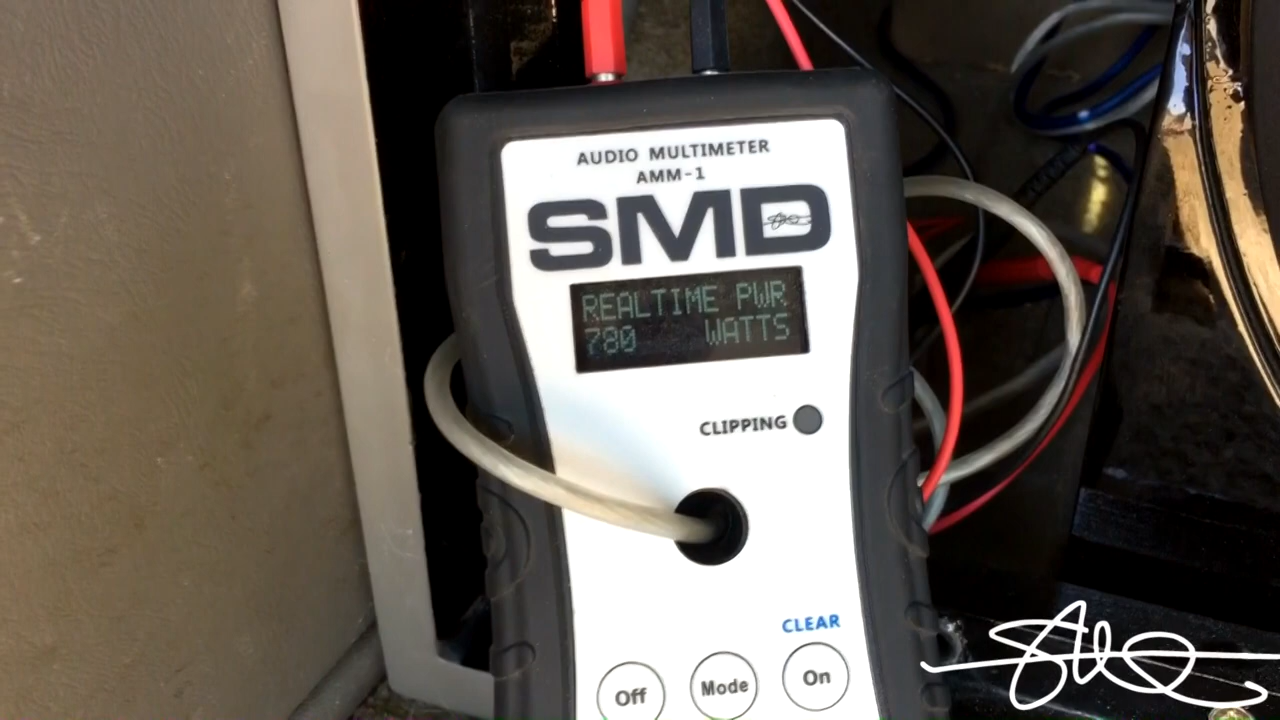 AUDIO MULTIMETER
AMM-1
SMD
REALTIME PWR
780 WATTS
CLIPPING
CLEAR
Off Mode On